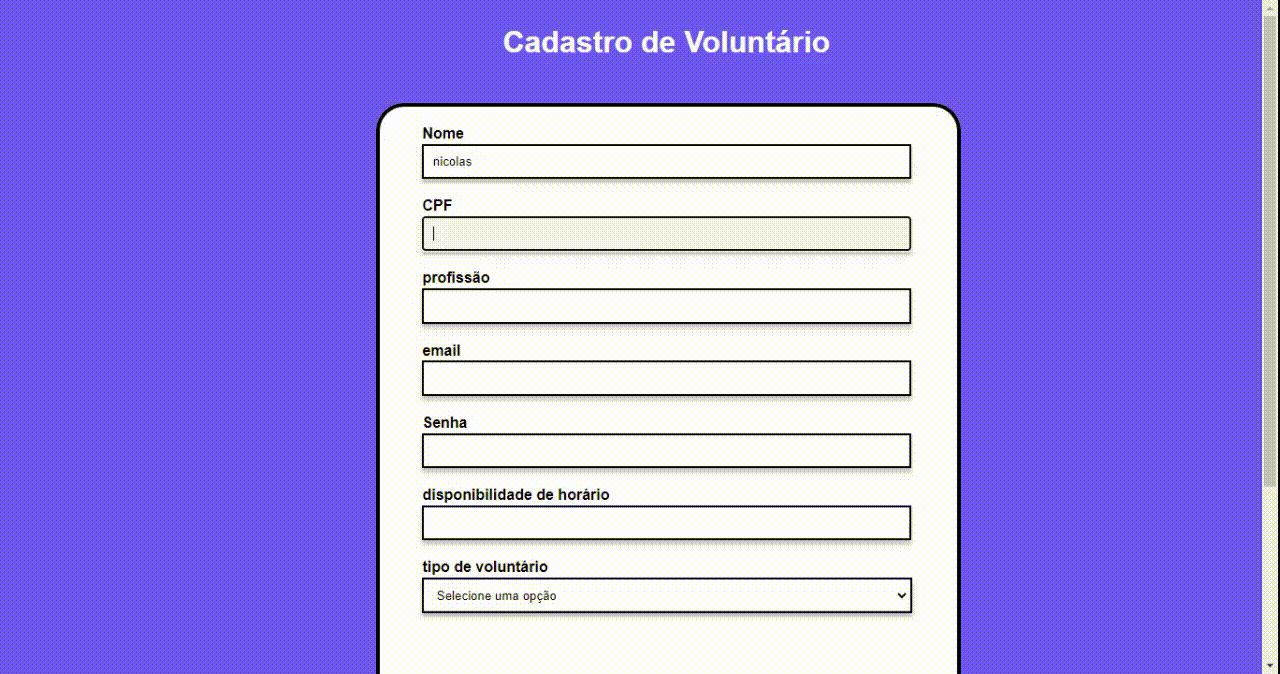 Cadastro de Voluntário
Nome
nicolas
CPF
profissão
email
Senha
disponibilidade de horário
tipo de voluntário
Selecione uma opção